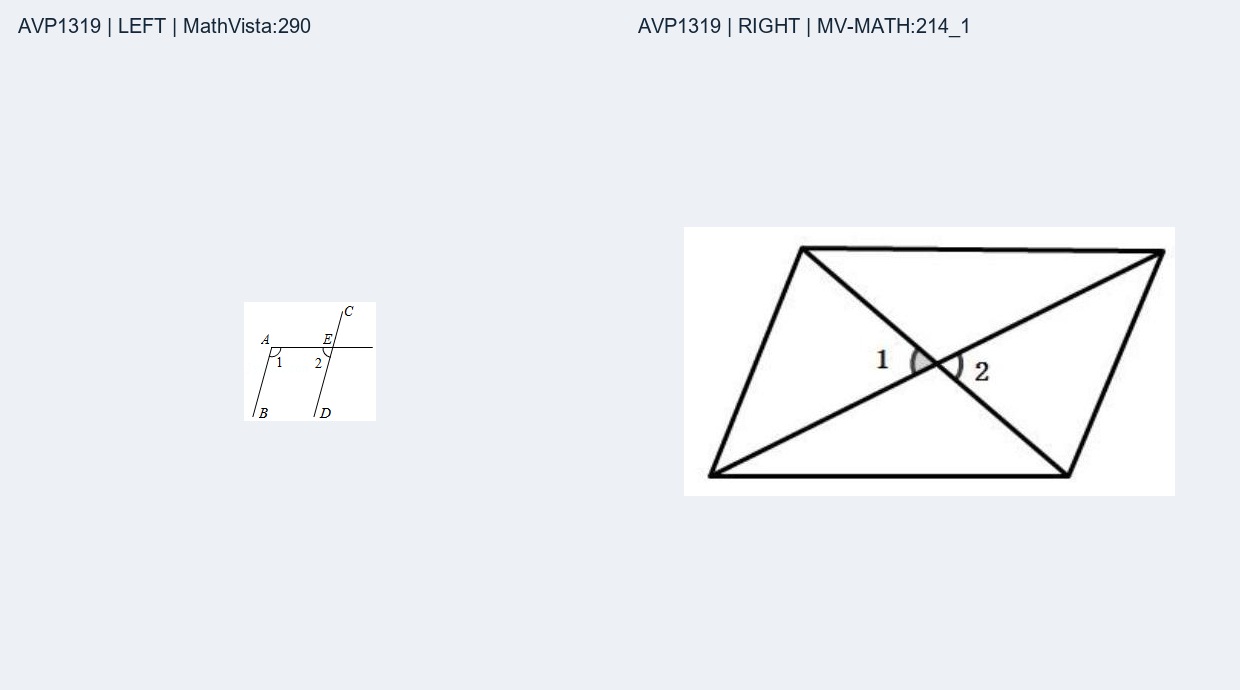 AVP1319 | LEFT | MathVista:290
AVP1319 | RIGHT | MV-MATH:214_1
C
A E
1 2
B D
1 2